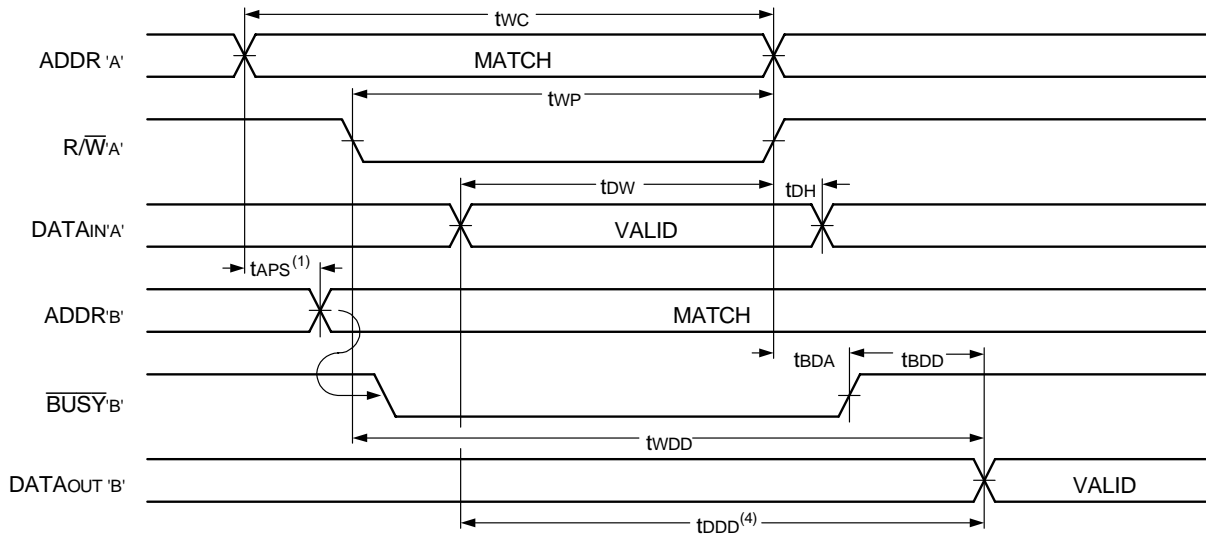 tWC
ADDR 'A'
MATCH
tWP
R/W̅'A'
tDW
tDH
DATAIN'A'
VALID
tAPS(1)
ADDR'B'
MATCH
tBDA
tBDD
B̅U̅S̅Y̅'B'
tWDD
DATAOUT 'B'
VALID
tDDD(4)